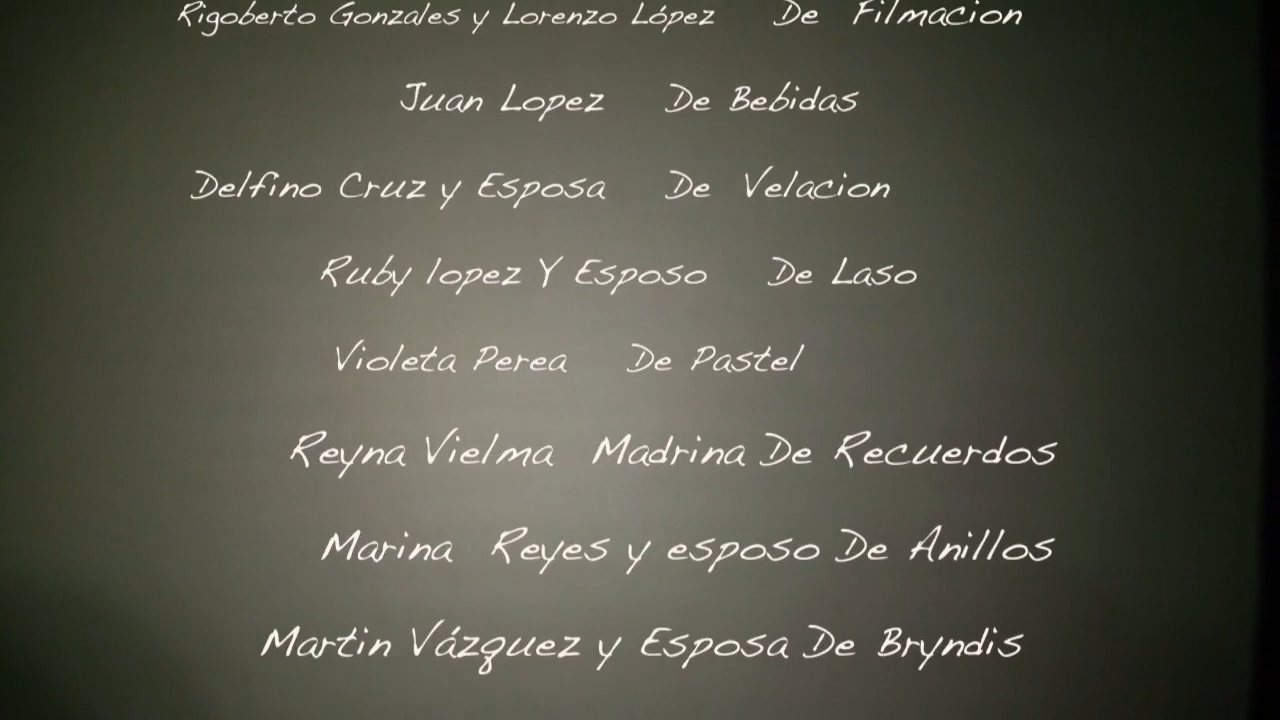 Rigoberto Gonzales y Lorenzo López De Filmacion
Juan Lopez De Bebidas
Delfino Cruz y Esposa De Velacion
Ruby lopez Y Esposo De Laso
Violeta Perea De Pastel
Reyna Vielma Madrina De Recuerdos
Marina Reyes y esposo De Anillos
Martin Vázquez y Esposa De Bryndis